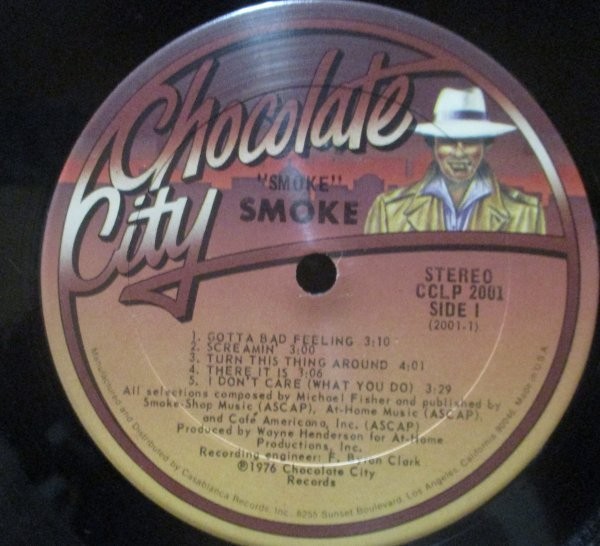 Chocolate
City
"SMOKE"
SMOKE
STEREO
CCLP 2001
SIDE 1
(2001-1)
1. GOTTA BAD FEELING 3:10
2. SCREAMIN' 3:00
3. TURN THIS THING AROUND 4:01
4. THERE IT IS 3:06
5. I DON'T CARE (WHAT YOU DO) 3:29
All selections composed by Michael Fisher and published by
Smoke-Shop Music (ASCAP), At-Home Music (ASCAP),
and Café Americana, Inc. (ASCAP)
Produced by Wayne Henderson for At-Home
Productions, Inc.
Recording engineer: F. Byron Clark
℗1976 Chocolate City
Records
Manufactured and Distributed by Casablanca Records, Inc. 8255 Sunset Boulevard, Los Angeles, California 90046, Made in U.S.A.